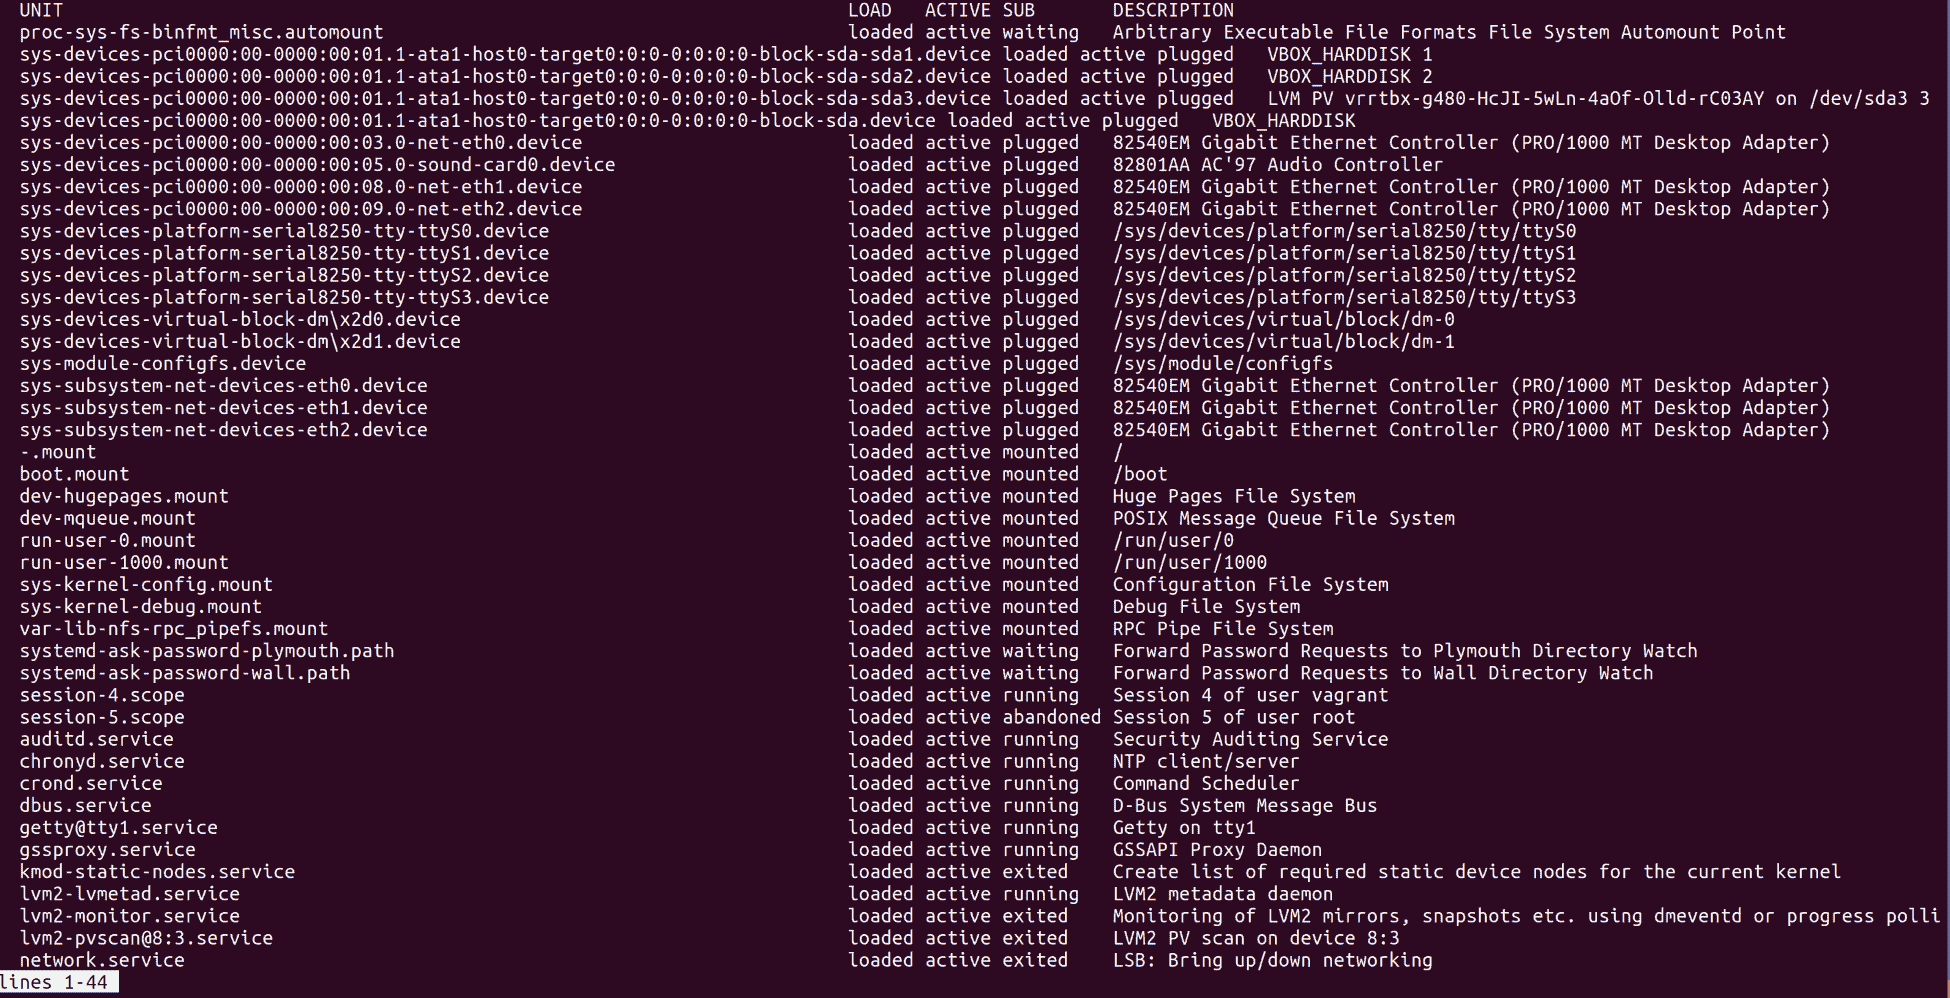 UNIT LOAD ACTIVE SUB DESCRIPTION
proc-sys-fs-binfmt_misc.automount loaded active waiting Arbitrary Executable File Formats File System Automount Point
sys-devices-pci0000:00-0000:00:01.1-ata1-host0-target0:0:0-0:0:0:0-block-sda-sda1.device loaded active plugged VBOX_HARDDISK 1
sys-devices-pci0000:00-0000:00:01.1-ata1-host0-target0:0:0-0:0:0:0-block-sda-sda2.device loaded active plugged VBOX_HARDDISK 2
sys-devices-pci0000:00-0000:00:01.1-ata1-host0-target0:0:0-0:0:0:0-block-sda-sda3.device loaded active plugged LVM PV vrrtbx-g480-HcJI-5wLn-4aOf-Olld-rC03AY on /dev/sda3 3
sys-devices-pci0000:00-0000:00:01.1-ata1-host0-target0:0:0-0:0:0:0-block-sda.device loaded active plugged VBOX_HARDDISK
sys-devices-pci0000:00-0000:00:03.0-net-eth0.device loaded active plugged 82540EM Gigabit Ethernet Controller (PRO/1000 MT Desktop Adapter)
sys-devices-pci0000:00-0000:00:05.0-sound-card0.device loaded active plugged 82801AA AC'97 Audio Controller
sys-devices-pci0000:00-0000:00:08.0-net-eth1.device loaded active plugged 82540EM Gigabit Ethernet Controller (PRO/1000 MT Desktop Adapter)
sys-devices-pci0000:00-0000:00:09.0-net-eth2.device loaded active plugged 82540EM Gigabit Ethernet Controller (PRO/1000 MT Desktop Adapter)
sys-devices-platform-serial8250-tty-ttyS0.device loaded active plugged /sys/devices/platform/serial8250/tty/ttyS0
sys-devices-platform-serial8250-tty-ttyS1.device loaded active plugged /sys/devices/platform/serial8250/tty/ttyS1
sys-devices-platform-serial8250-tty-ttyS2.device loaded active plugged /sys/devices/platform/serial8250/tty/ttyS2
sys-devices-platform-serial8250-tty-ttyS3.device loaded active plugged /sys/devices/platform/serial8250/tty/ttyS3
sys-devices-virtual-block-dm\x2d0.device loaded active plugged /sys/devices/virtual/block/dm-0
sys-devices-virtual-block-dm\x2d1.device loaded active plugged /sys/devices/virtual/block/dm-1
sys-module-configfs.device loaded active plugged /sys/module/configfs
sys-subsystem-net-devices-eth0.device loaded active plugged 82540EM Gigabit Ethernet Controller (PRO/1000 MT Desktop Adapter)
sys-subsystem-net-devices-eth1.device loaded active plugged 82540EM Gigabit Ethernet Controller (PRO/1000 MT Desktop Adapter)
sys-subsystem-net-devices-eth2.device loaded active plugged 82540EM Gigabit Ethernet Controller (PRO/1000 MT Desktop Adapter)
-.mount loaded active mounted /
boot.mount loaded active mounted /boot
dev-hugepages.mount loaded active mounted Huge Pages File System
dev-mqueue.mount loaded active mounted POSIX Message Queue File System
run-user-0.mount loaded active mounted /run/user/0
run-user-1000.mount loaded active mounted /run/user/1000
sys-kernel-config.mount loaded active mounted Configuration File System
sys-kernel-debug.mount loaded active mounted Debug File System
var-lib-nfs-rpc_pipefs.mount loaded active mounted RPC Pipe File System
systemd-ask-password-plymouth.path loaded active waiting Forward Password Requests to Plymouth Directory Watch
systemd-ask-password-wall.path loaded active waiting Forward Password Requests to Wall Directory Watch
session-4.scope loaded active running Session 4 of user vagrant
session-5.scope loaded active abandoned Session 5 of user root
auditd.service loaded active running Security Auditing Service
chronyd.service loaded active running NTP client/server
crond.service loaded active running Command Scheduler
dbus.service loaded active running D-Bus System Message Bus
getty@tty1.service loaded active running Getty on tty1
gssproxy.service loaded active running GSSAPI Proxy Daemon
kmod-static-nodes.service loaded active exited Create list of required static device nodes for the current kernel
lvm2-lvmetad.service loaded active running LVM2 metadata daemon
lvm2-monitor.service loaded active exited Monitoring of LVM2 mirrors, snapshots etc. using dmeventd or progress polli
lvm2-pvscan@8:3.service loaded active exited LVM2 PV scan on device 8:3
network.service loaded active exited LSB: Bring up/down networking
lines 1-44